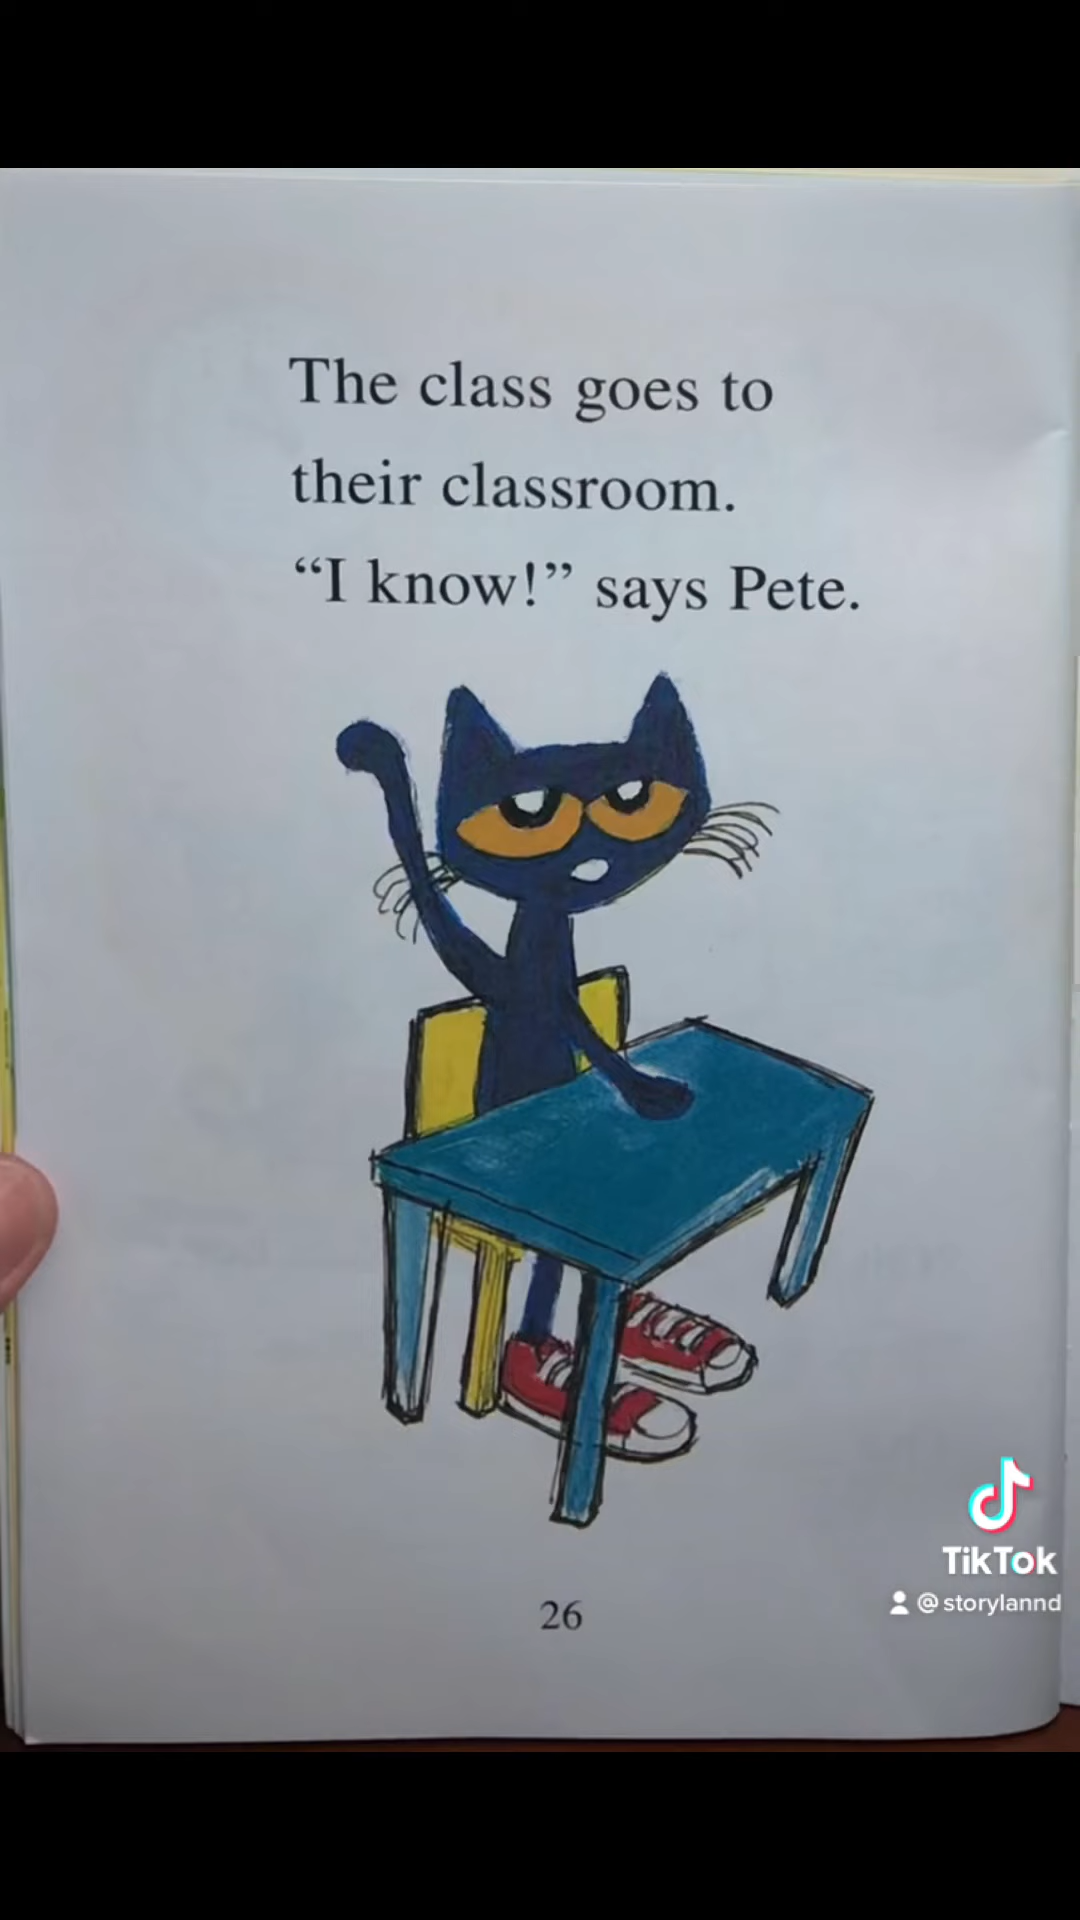 The class goes to
their classroom.
“I know!” says Pete.
26
TikTok
@storylannd